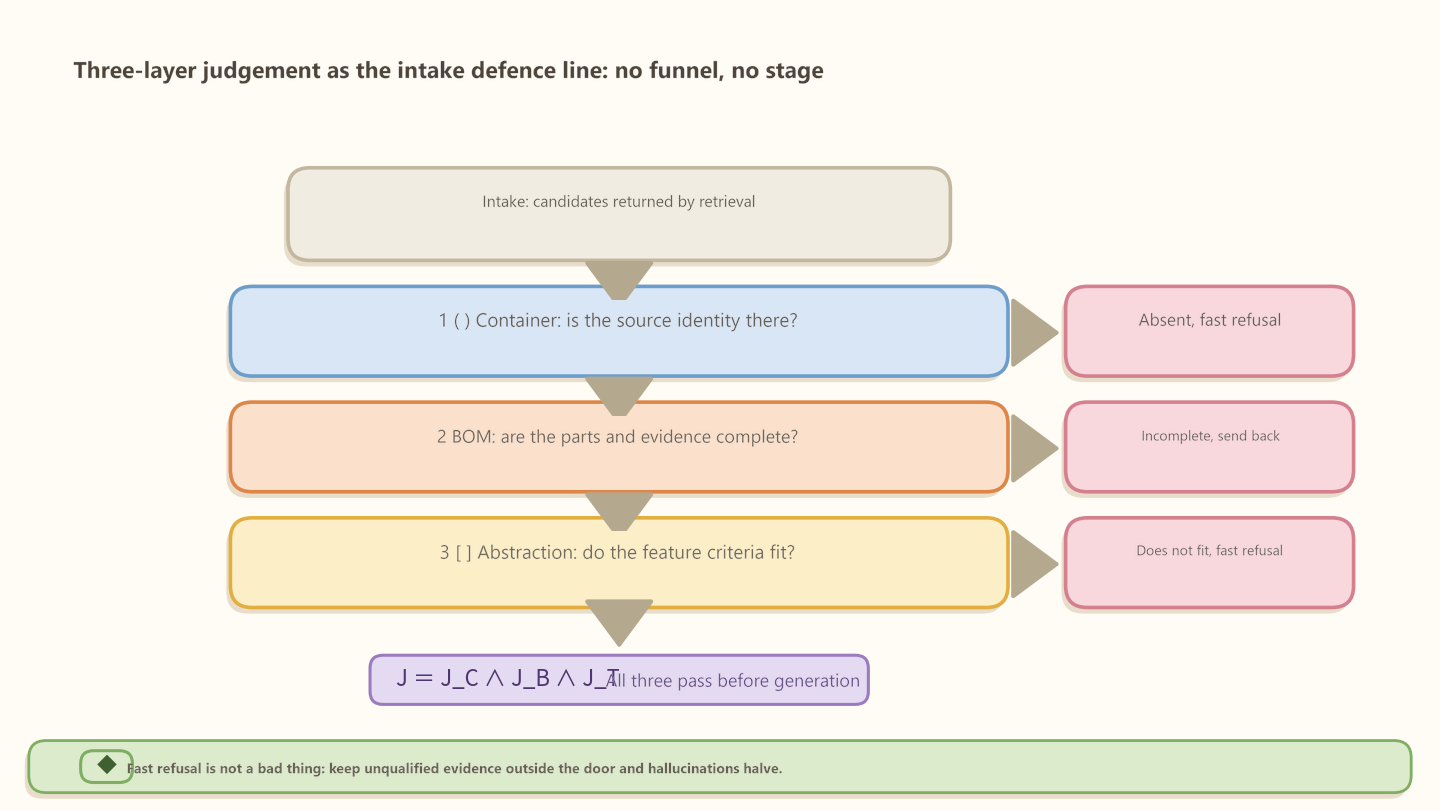 Three-layer judgement as the intake defence line: no funnel, no stage
Intake: candidates returned by retrieval
1 ( ) Container: is the source identity there?
Absent, fast refusal
2 BOM: are the parts and evidence complete?
Incomplete, send back
3 [ ] Abstraction: do the feature criteria fit?
Does not fit, fast refusal
J = J_C ∧ J_B ∧ J_T
All three pass before generation
Fast refusal is not a bad thing: keep unqualified evidence outside the door and hallucinations halve.